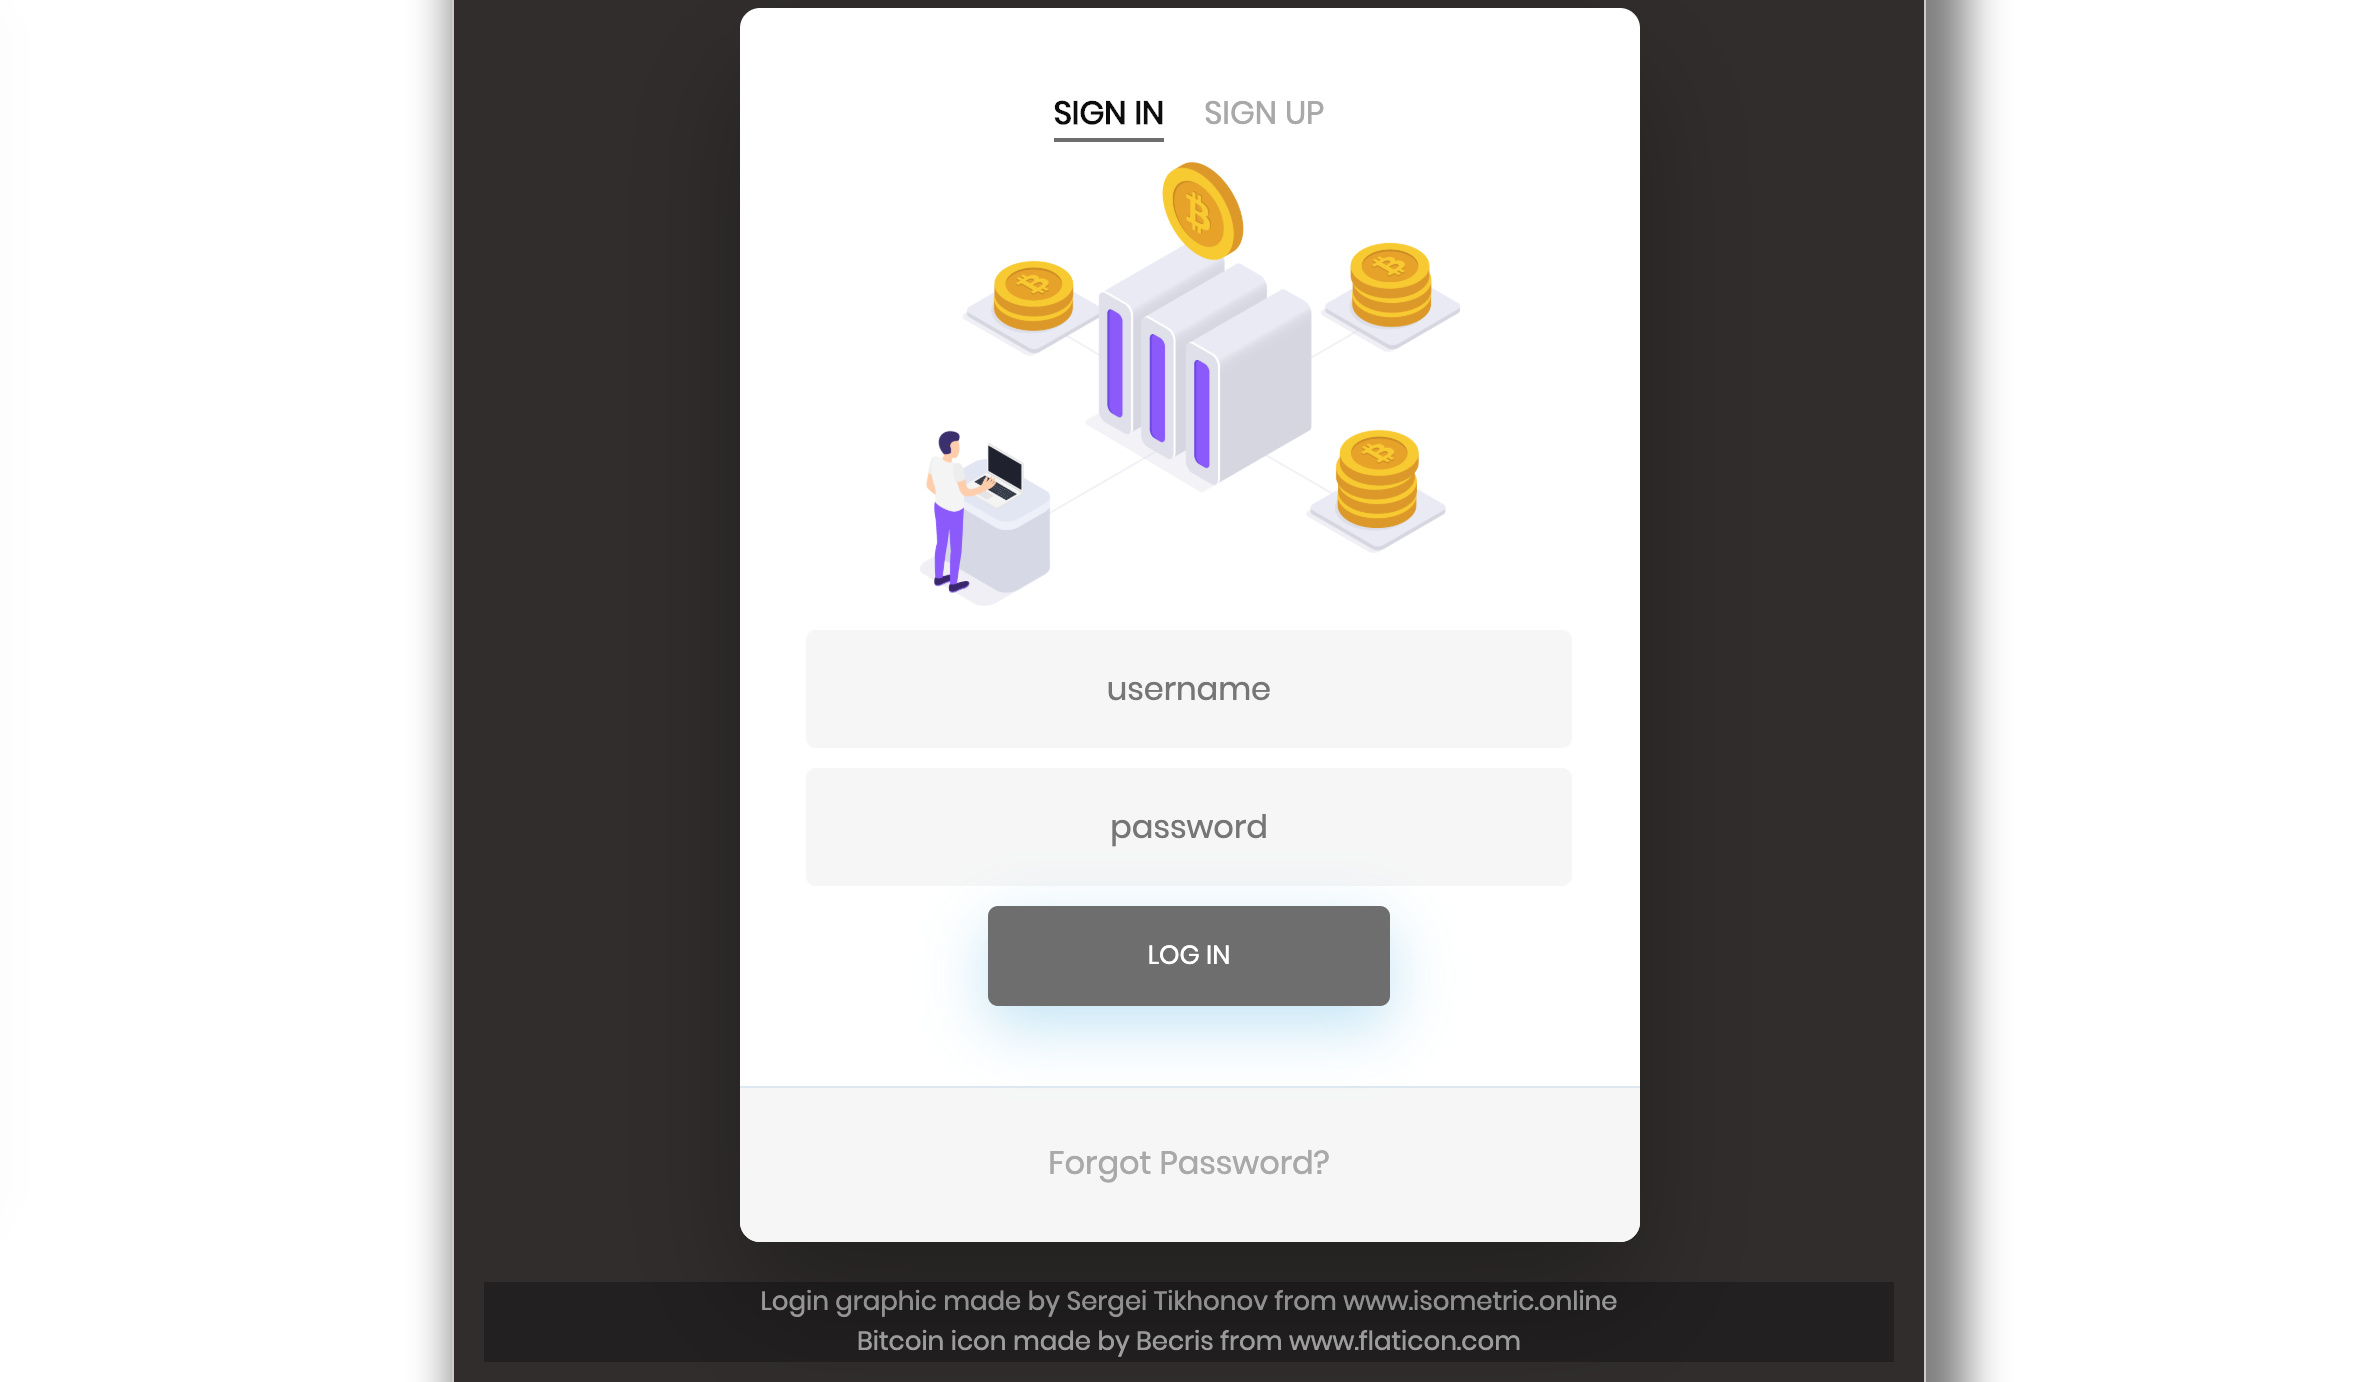 SIGN IN SIGN UP
username
password
LOG IN
Forgot Password?
Login graphic made by Sergei Tikhonov from www.isometric.online
Bitcoin icon made by Becris from www.flaticon.com